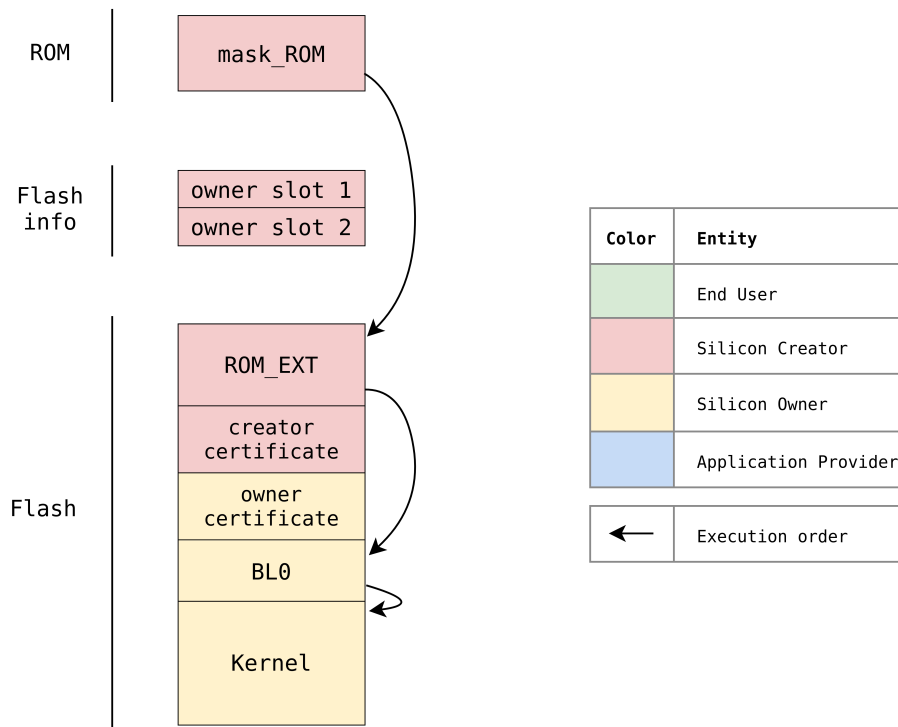 ROM
mask_ROM
Flash
info
owner slot 1
owner slot 2
Flash
ROM_EXT
creator
certificate
owner
certificate
BL0
Kernel
Color Entity
End User
Silicon Creator
Silicon Owner
Application Provider
Execution order